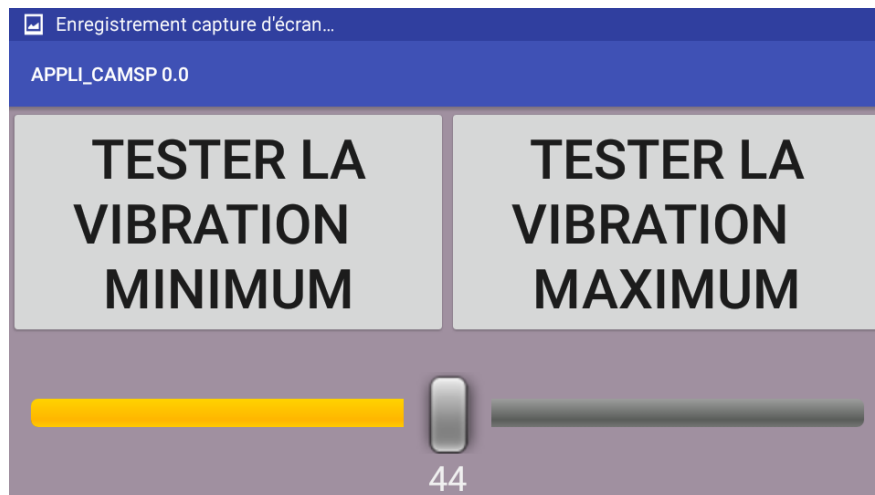 Enregistrement capture d'écran...
APPLI_CAMSP 0.0
TESTER LA
VIBRATION
MINIMUM
TESTER LA
VIBRATION
MAXIMUM
44